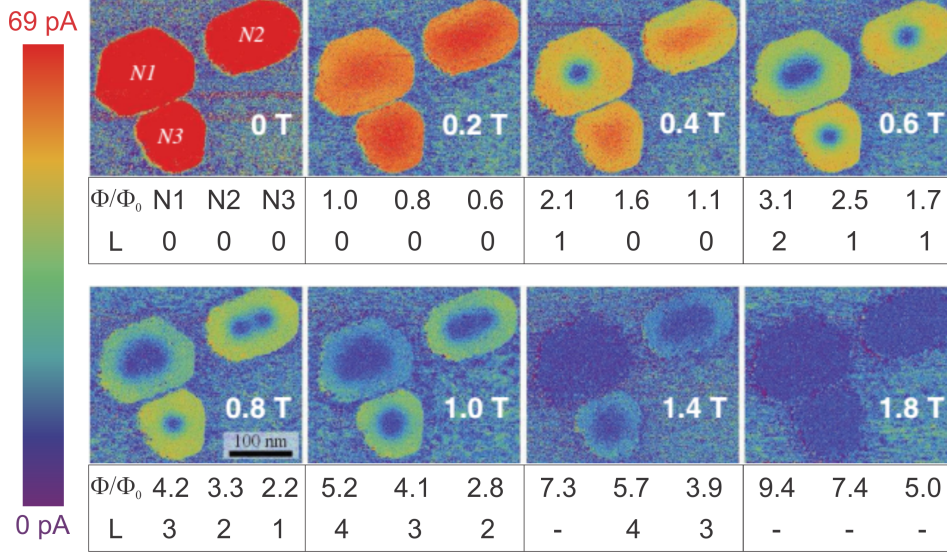 69 pA
N1
N2
N3
0 T
0.2 T
0.4 T
0.6 T
Φ/Φ₀ N1 N2 N3 1.0 0.8 0.6 2.1 1.6 1.1 3.1 2.5 1.7
L 0 0 0 0 0 0 1 0 0 2 1 1
0.8 T
100 nm
1.0 T
1.4 T
1.8 T
Φ/Φ₀ 4.2 3.3 2.2 5.2 4.1 2.8 7.3 5.7 3.9 9.4 7.4 5.0
L 3 2 1 4 3 2 - 4 3 - - -
0 pA